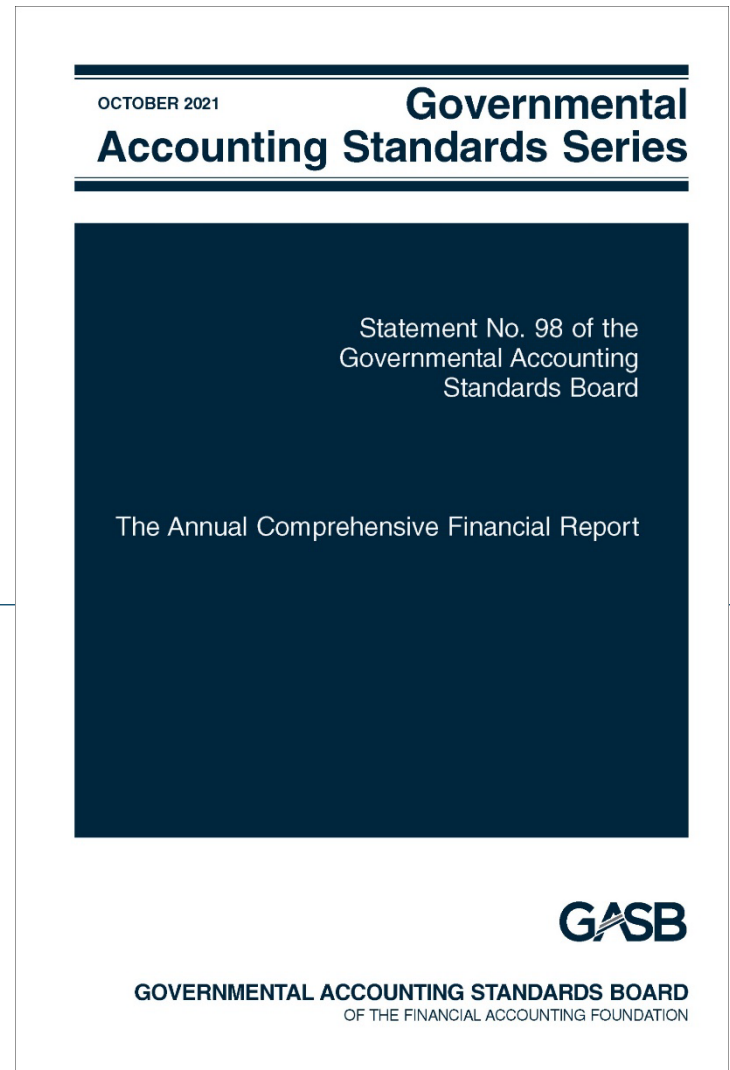 OCTOBER 2021
Governmental
Accounting Standards Series
Statement No. 98 of the
Governmental Accounting
Standards Board
The Annual Comprehensive Financial Report
GASB
GOVERNMENTAL ACCOUNTING STANDARDS BOARD
OF THE FINANCIAL ACCOUNTING FOUNDATION